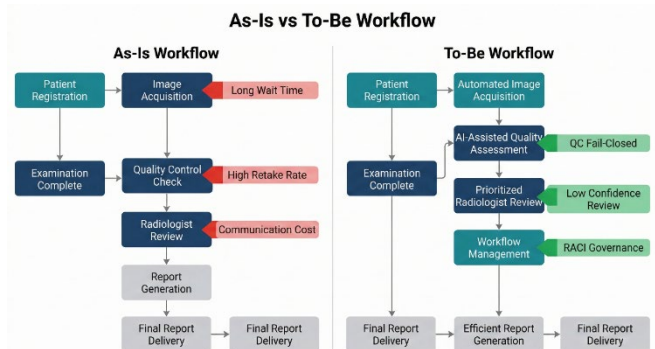 As-Is vs To-Be Workflow
As-Is Workflow
Patient
Registration
Image
Acquisition
Long Wait Time
Examination
Complete
Quality Control
Check
High Retake Rate
Radiologist
Review
Communication Cost
Report
Generation
Final Report
Delivery
Final Report
Delivery
To-Be Workflow
Patient
Registration
Automated Image
Acquisition
AI-Assisted Quality
Assessment
QC Fail-Closed
Examination
Complete
Prioritized
Radiologist Review
Low Confidence
Review
Workflow
Management
RACI Governance
Final Report
Delivery
Efficient Report
Generation
Final Report
Delivery